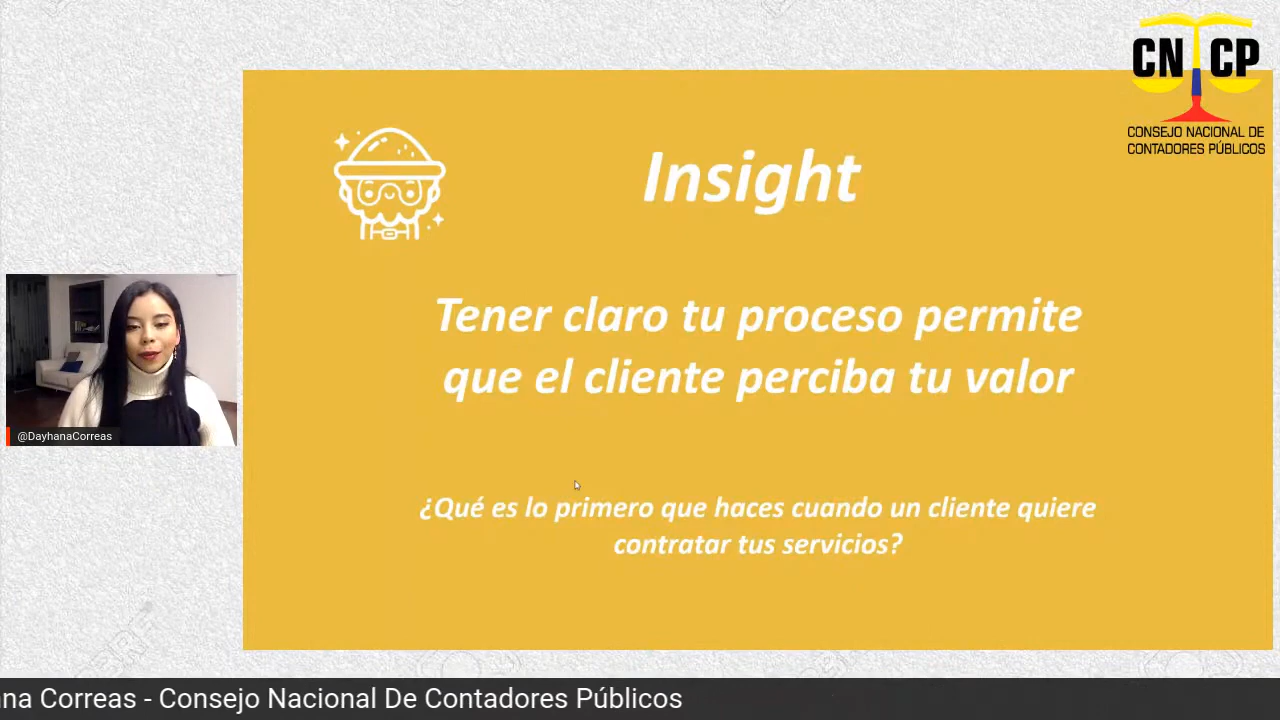 CN CP
CONSEJO NACIONAL DE
CONTADORES PÚBLICOS
Insight
Tener claro tu proceso permite
que el cliente perciba tu valor
¿Qué es lo primero que haces cuando un cliente quiere
contratar tus servicios?
@DayhanaCorreas
na Correas - Consejo Nacional De Contadores Públicos